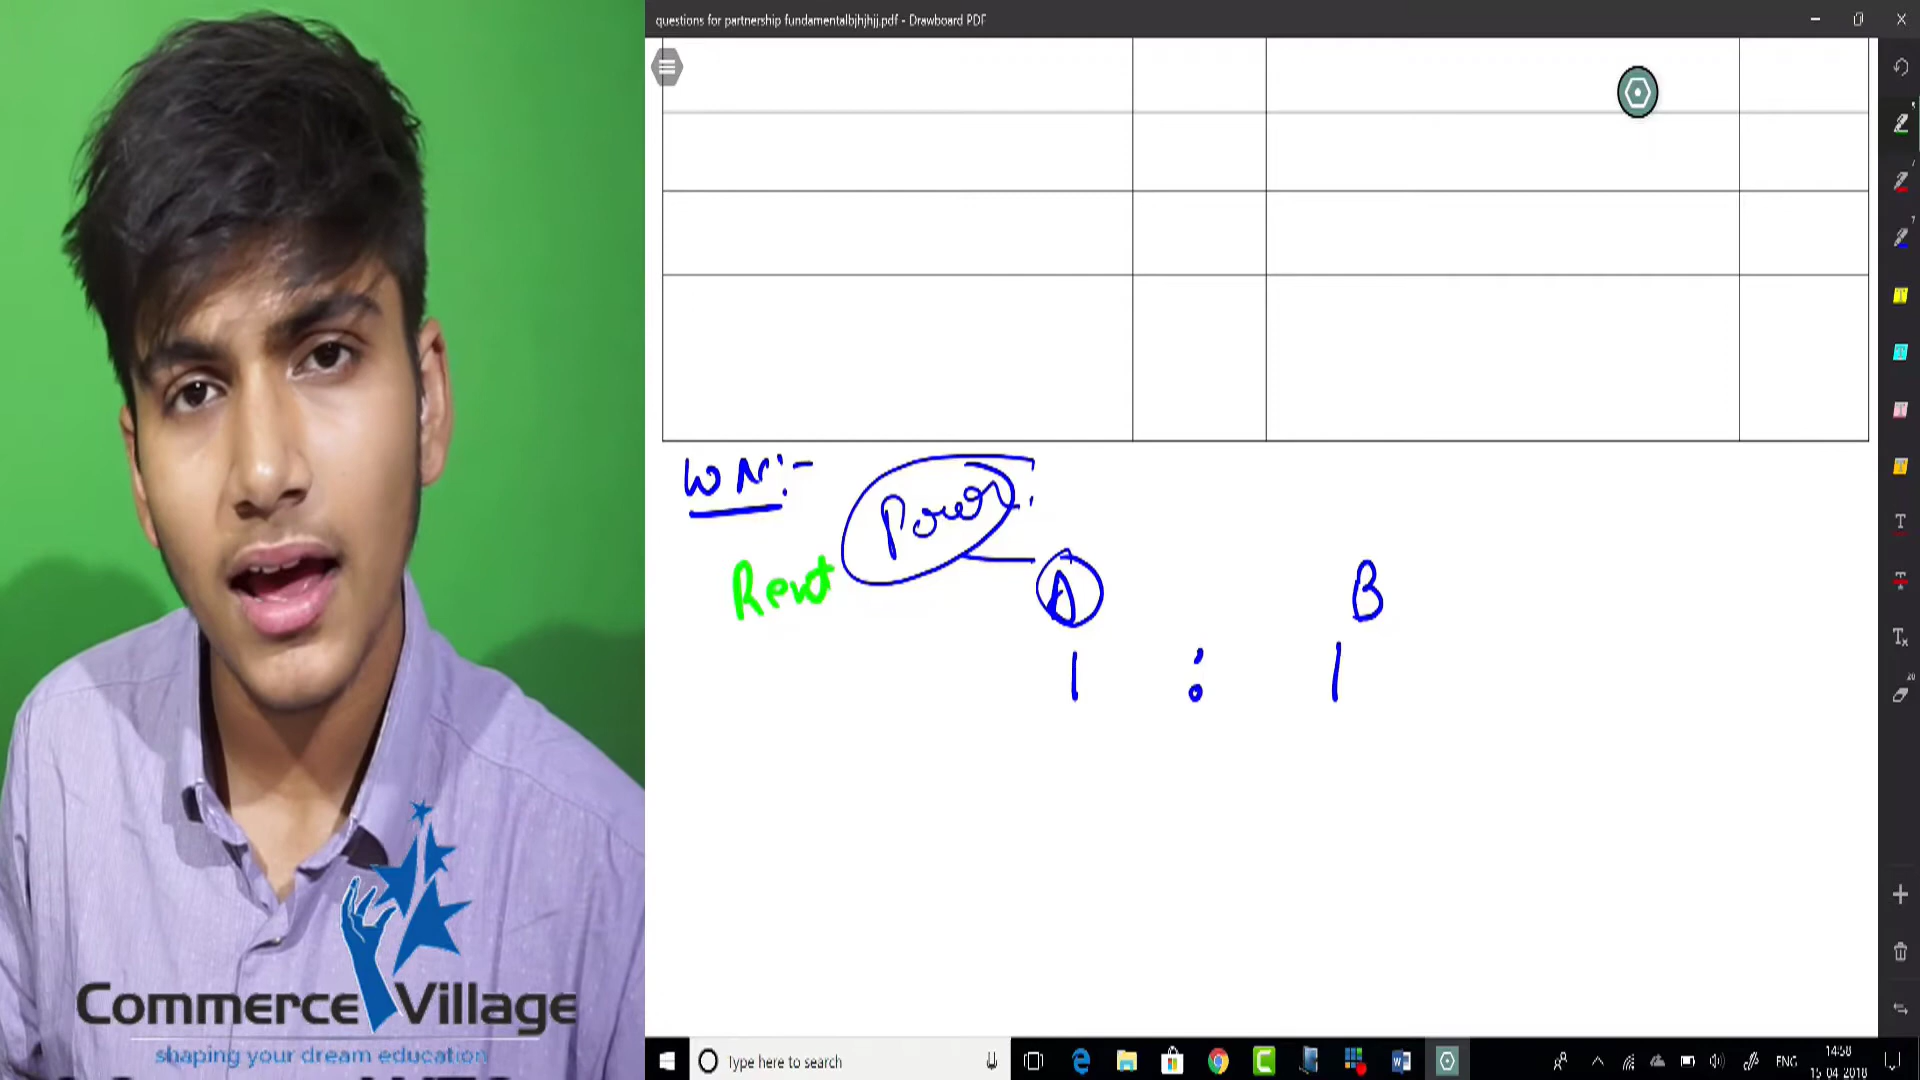 questions for partnership fundamentalbjhjhjj.pdf - Drawboard PDF
W N:-
Power
Rent
A B
1 : 1
Commerce Village
shaping your dream education
Type here to search
ENG
14:58
15-04-2018